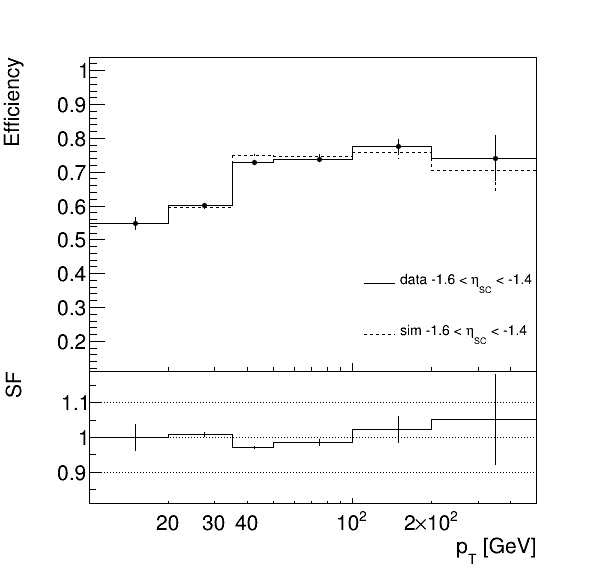 Efficiency
1
0.9
0.8
0.7
0.6
0.5
0.4
0.3
0.2
data -1.6 < η_SC < -1.4
sim -1.6 < η_SC < -1.4
SF
1.1
1
0.9
20 30 40 10² 2×10²
p_T [GeV]